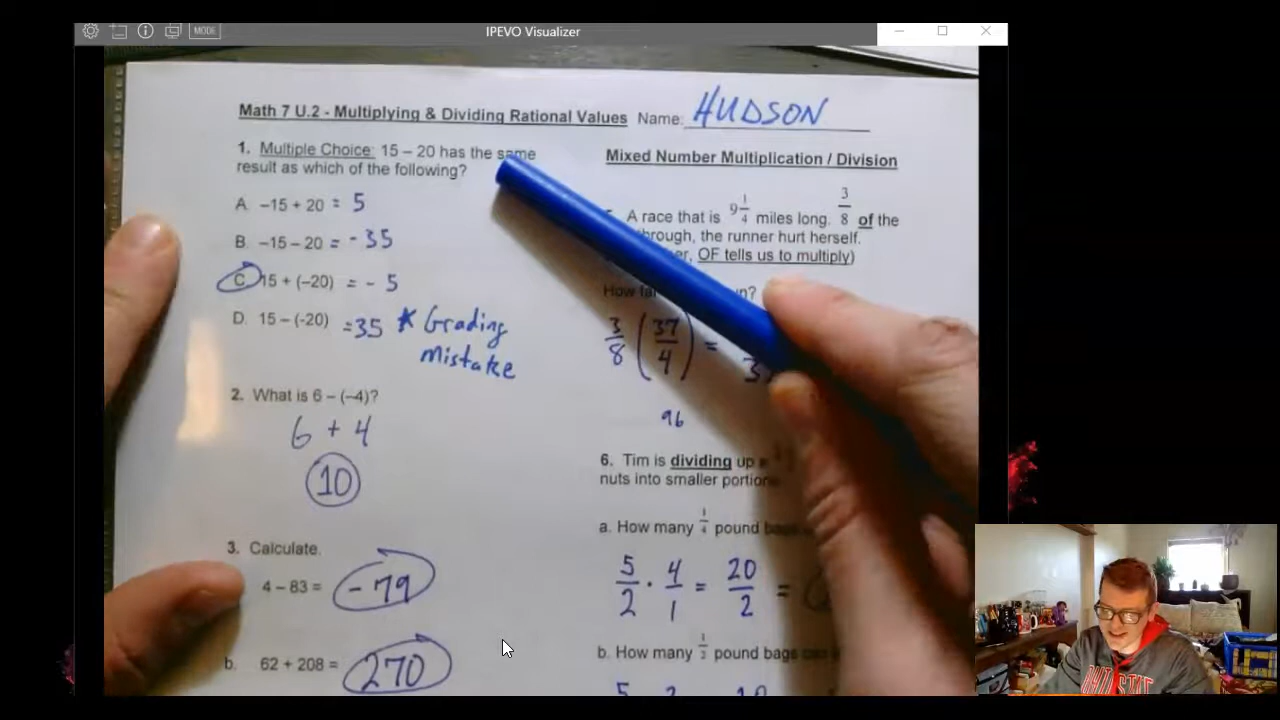 MODE
IPEVO Visualizer
Math 7 U.2 - Multiplying & Dividing Rational Values Name: HUDSON
1. Multiple Choice: 15 – 20 has the same
result as which of the following?
A. –15 + 20 = 5
B. –15 – 20 = -35
C. 15 + (–20) = - 5
D. 15 – (-20) = 35 * Grading
mistake
2. What is 6 – (–4)?
6 + 4
10
3. Calculate.
4 – 83 = -79
b. 62 + 208 = 270
Mixed Number Multiplication / Division
A race that is 9 1/4 miles long. 3/8 of the
through, the runner hurt herself.
OF tells us to multiply)
How
3/8 (37/4) =
96
6. Tim is dividing up
nuts into smaller portions
a. How many 1/4 pound
5/2 · 4/1 = 20/2 =
b. How many 1/2 pound bags
OHIO STATE